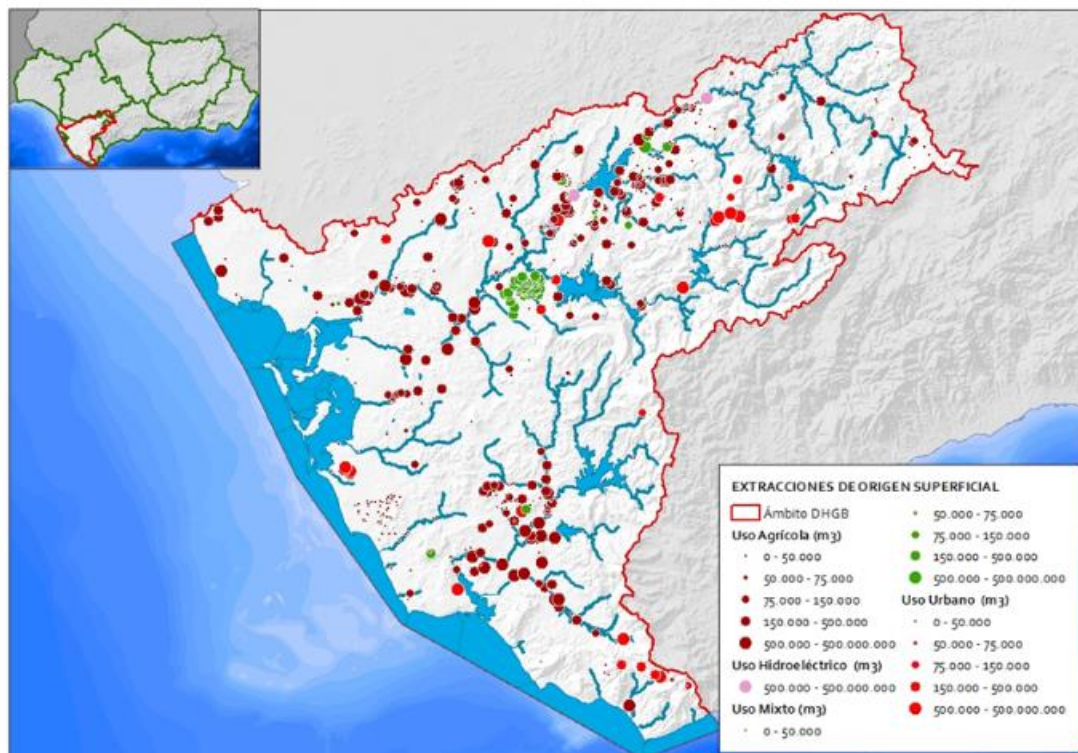 EXTRACCIONES DE ORIGEN SUPERFICIAL
Ámbito DHGB
Uso Agrícola (m3)
0 - 50.000
50.000 - 75.000
75.000 - 150.000
150.000 - 500.000
500.000 - 500.000.000
Uso Hidroeléctrico (m3)
500.000 - 500.000.000
Uso Mixto (m3)
0 - 50.000
50.000 - 75.000
75.000 - 150.000
150.000 - 500.000
500.000 - 500.000.000
Uso Urbano (m3)
0 - 50.000
50.000 - 75.000
75.000 - 150.000
150.000 - 500.000
500.000 - 500.000.000